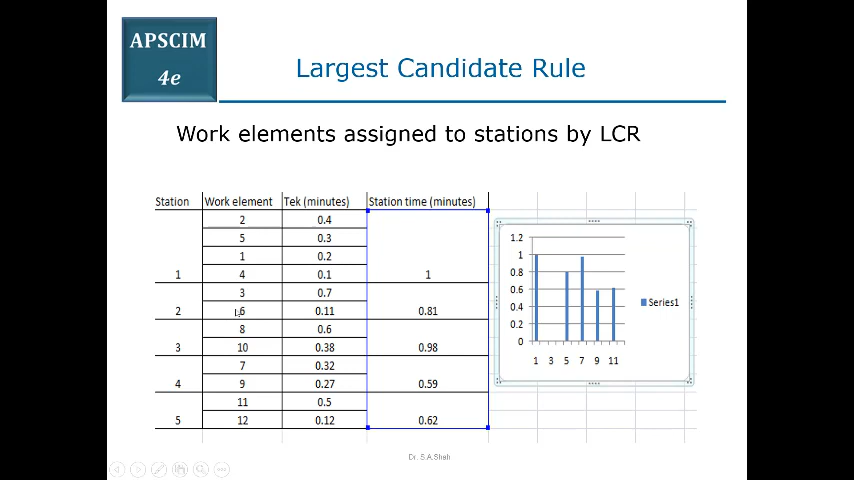 APSCIM
4e
Largest Candidate Rule
Work elements assigned to stations by LCR
Station Work element Tek (minutes) Station time (minutes)
2 0.4
5 0.3
1 0.2
1 4 0.1 1
3 0.7
2 6 0.11 0.81
8 0.6
3 10 0.38 0.98
7 0.32
4 9 0.27 0.59
11 0.5
5 12 0.12 0.62
1.2
1
0.8
0.6
0.4
0.2
0
1 3 5 7 9 11
Series1
Dr. S.A.Shah